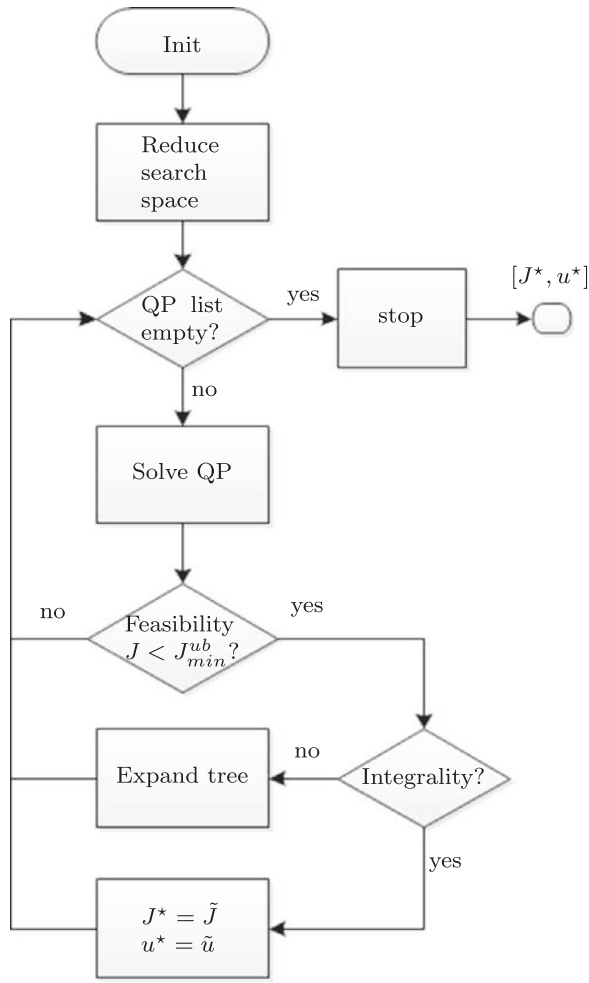 Init
Reduce
search
space
QP list
empty?
yes
stop
[J⋆, u⋆]
no
Solve QP
no
Feasibility
J < J^{ub}_{min}?
yes
Expand tree
no
Integrality?
yes
J⋆ = J̃
u⋆ = ũ